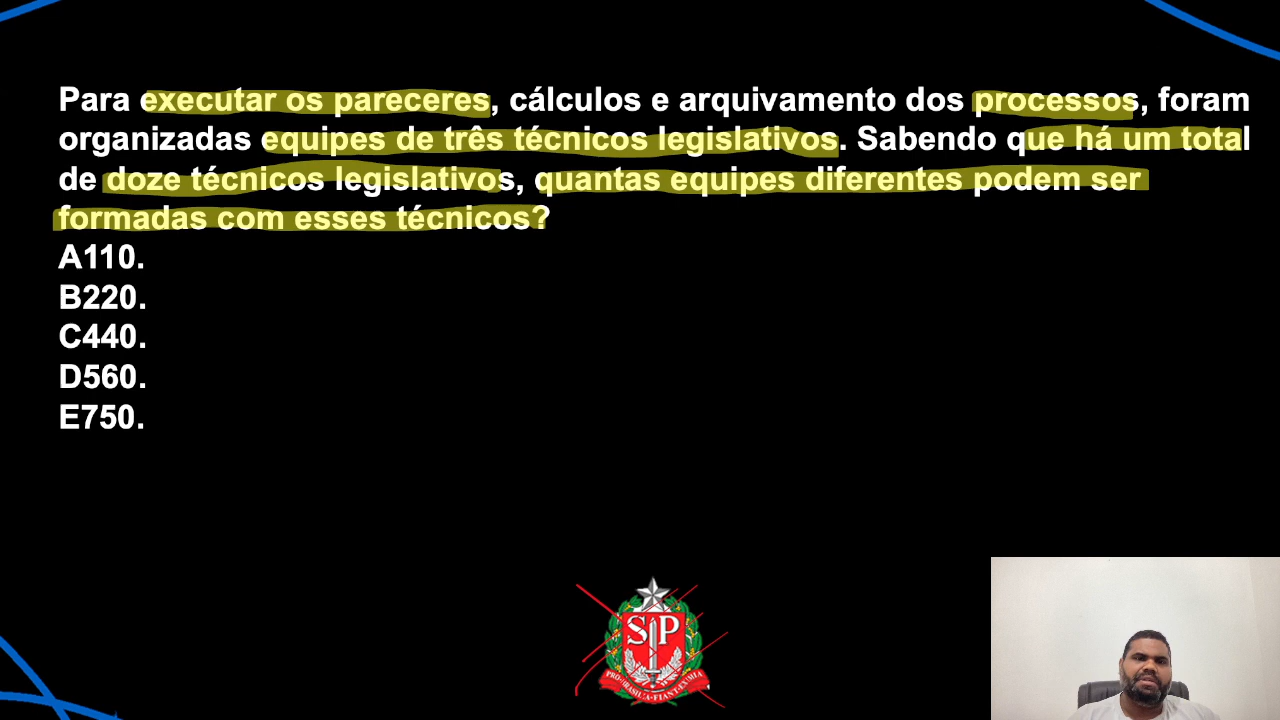 Para executar os pareceres, cálculos e arquivamento dos processos, foram
organizadas equipes de três técnicos legislativos. Sabendo que há um total
de doze técnicos legislativos, quantas equipes diferentes podem ser
formadas com esses técnicos?
A110.
B220.
C440.
D560.
E750.
SP